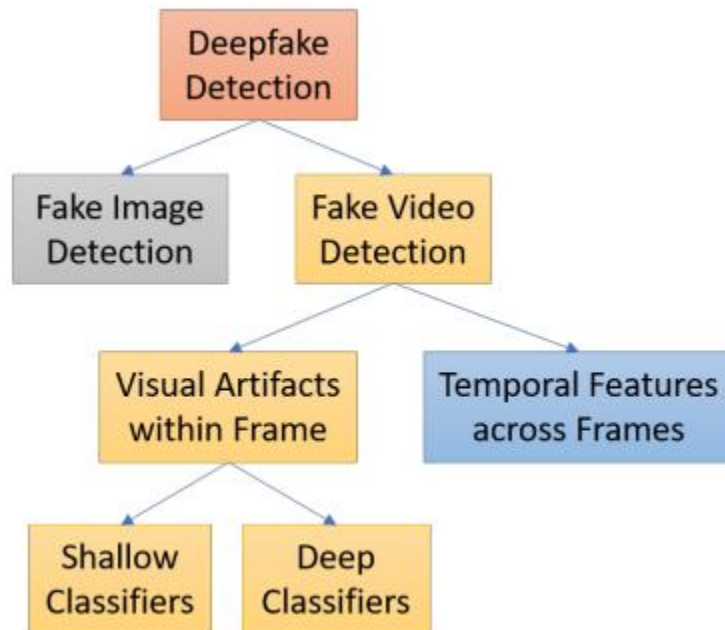 Deepfake
Detection
Fake Image
Detection
Fake Video
Detection
Visual Artifacts
within Frame
Temporal Features
across Frames
Shallow
Classifiers
Deep
Classifiers